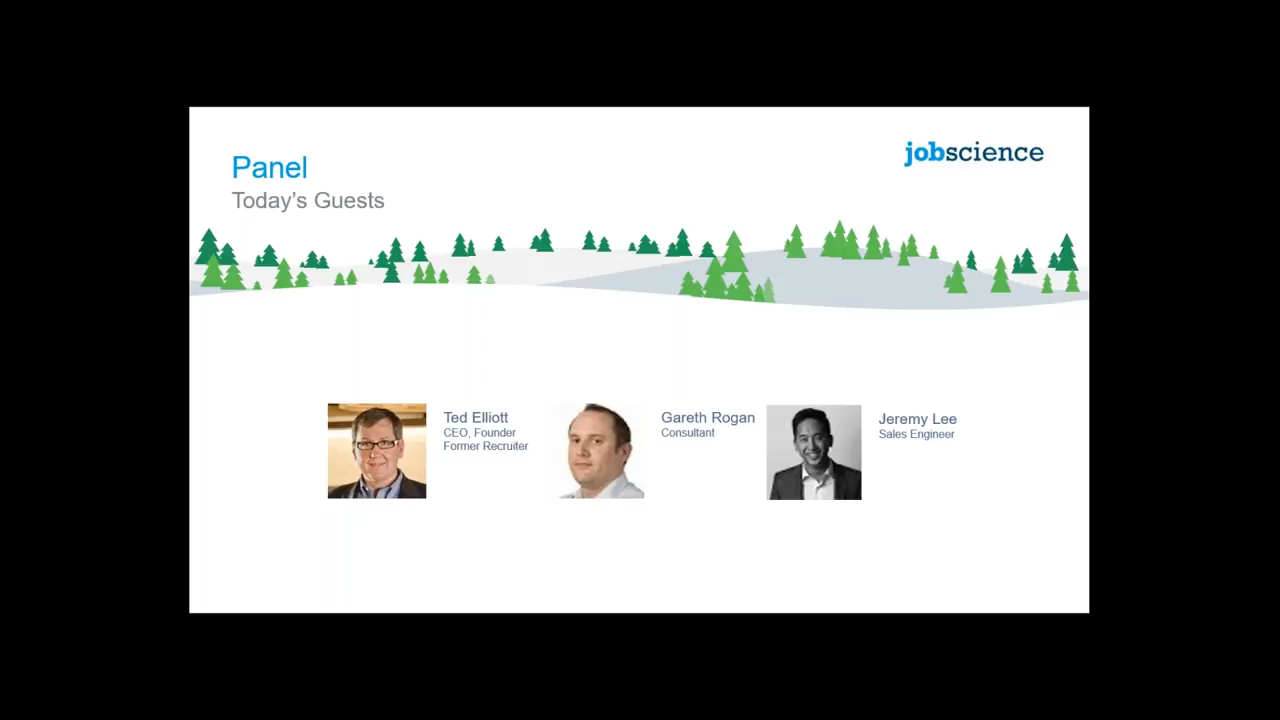 Panel
jobscience
Today’s Guests
Ted Elliott
CEO, Founder
Former Recruiter
Gareth Rogan
Consultant
Jeremy Lee
Sales Engineer